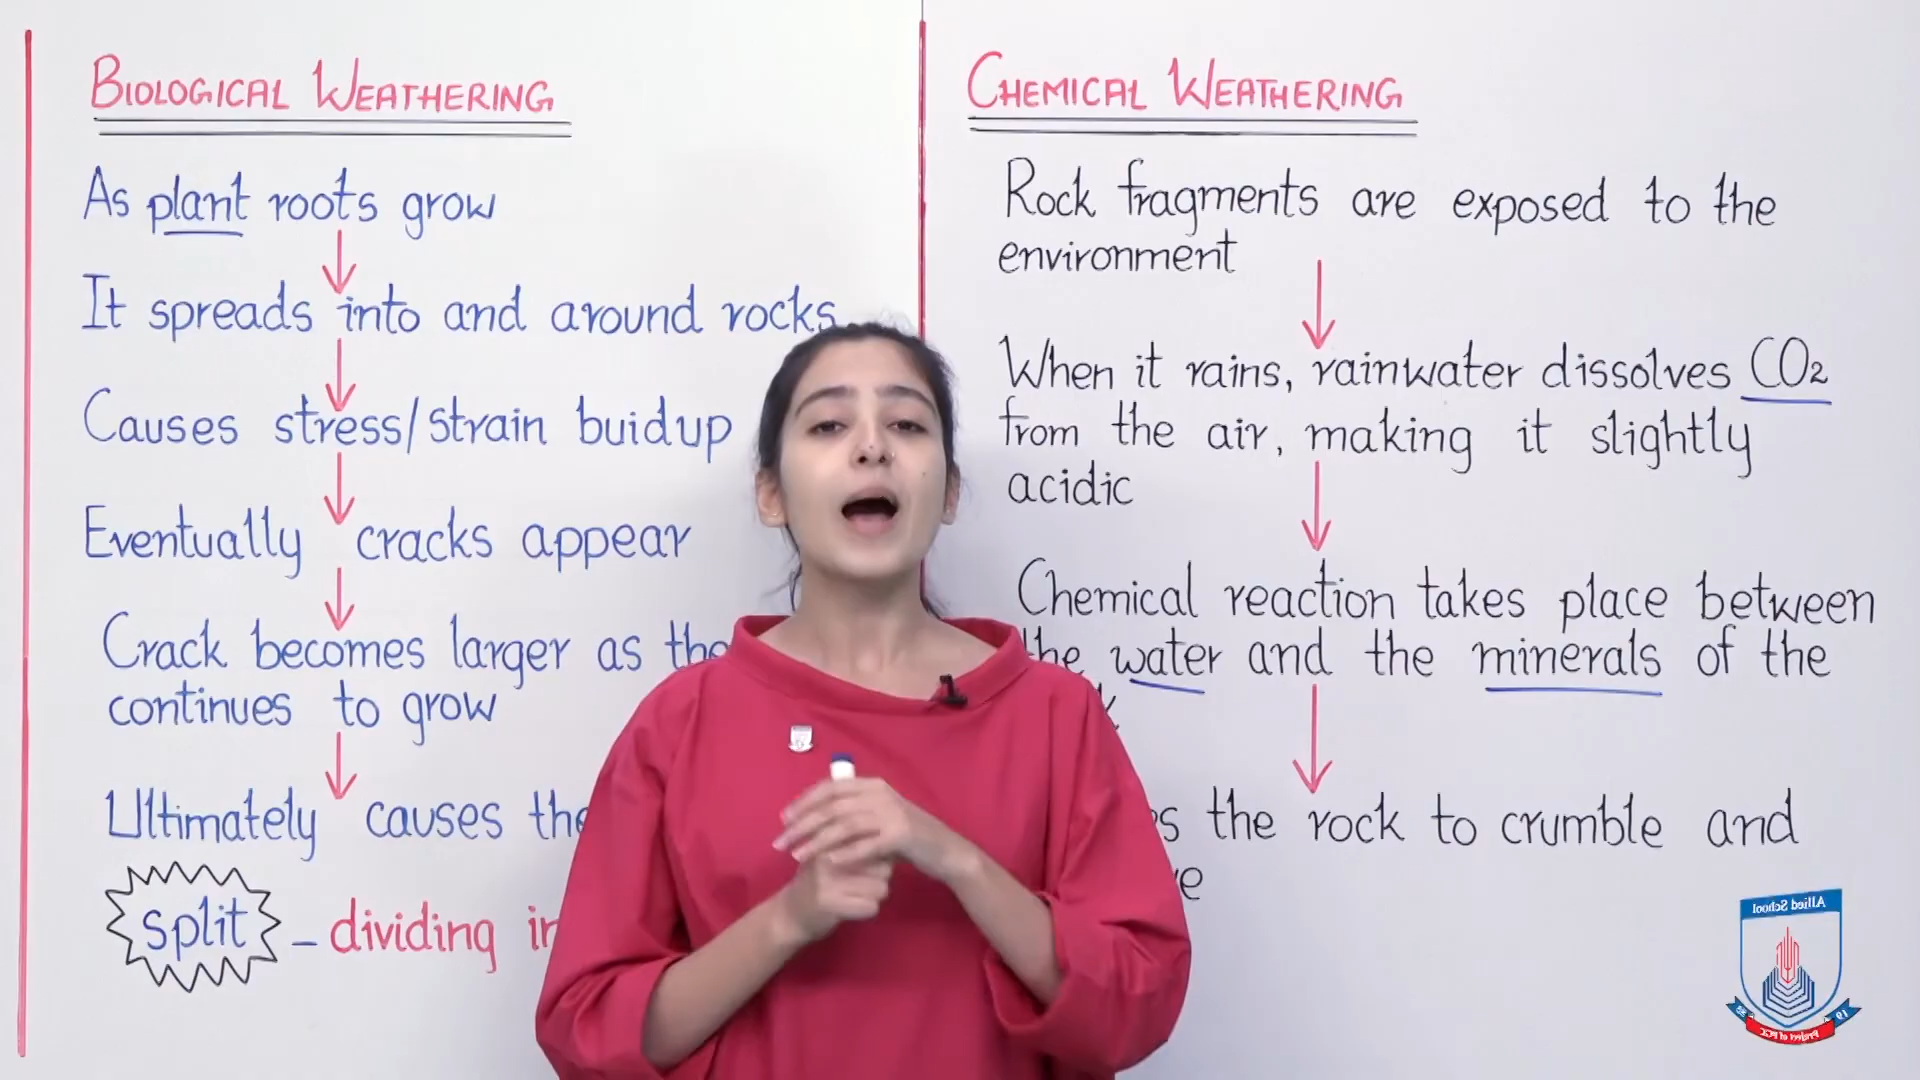 BIOLOGICAL WEATHERING
As plant roots grow
It spreads into and around rocks
Causes stress/strain buidup
Eventually cracks appear
Crack becomes larger as the
continues to grow
Ultimately causes the
split – dividing
CHEMICAL WEATHERING
Rock fragments are exposed to the
environment
When it rains, rainwater dissolves CO2
from the air, making it slightly
acidic
Chemical reaction takes place between
the water and the minerals of the
the rock to crumble and
Allied School
Project of PGC